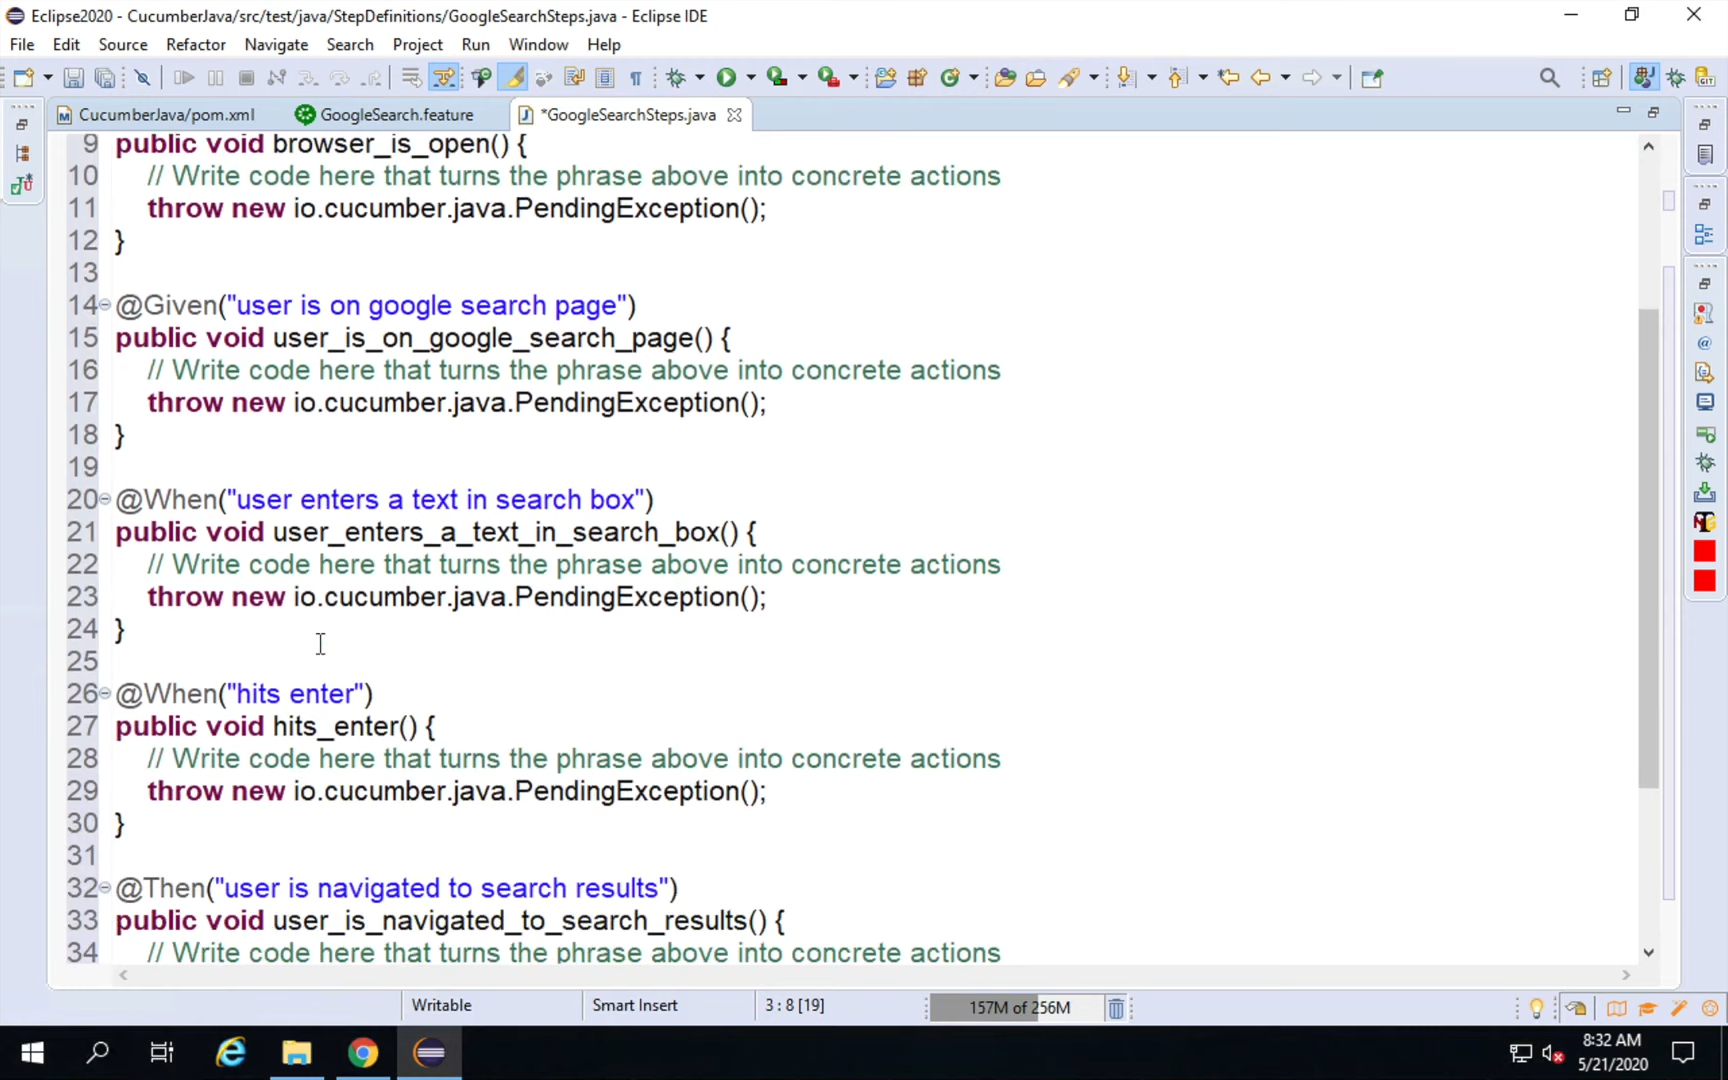 Eclipse2020 - CucumberJava/src/test/java/StepDefinitions/GoogleSearchSteps.java - Eclipse IDE
File Edit Source Refactor Navigate Search Project Run Window Help
CucumberJava/pom.xml GoogleSearch.feature *GoogleSearchSteps.java
9 public void browser_is_open() {
10 // Write code here that turns the phrase above into concrete actions
11 throw new io.cucumber.java.PendingException();
12 }
13
14 @Given("user is on google search page")
15 public void user_is_on_google_search_page() {
16 // Write code here that turns the phrase above into concrete actions
17 throw new io.cucumber.java.PendingException();
18 }
19
20 @When("user enters a text in search box")
21 public void user_enters_a_text_in_search_box() {
22 // Write code here that turns the phrase above into concrete actions
23 throw new io.cucumber.java.PendingException();
24 }
25
26 @When("hits enter")
27 public void hits_enter() {
28 // Write code here that turns the phrase above into concrete actions
29 throw new io.cucumber.java.PendingException();
30 }
31
32 @Then("user is navigated to search results")
33 public void user_is_navigated_to_search_results() {
34 // Write code here that turns the phrase above into concrete actions
Writable Smart Insert 3 : 8 [19] 157M of 256M
8:32 AM
5/21/2020